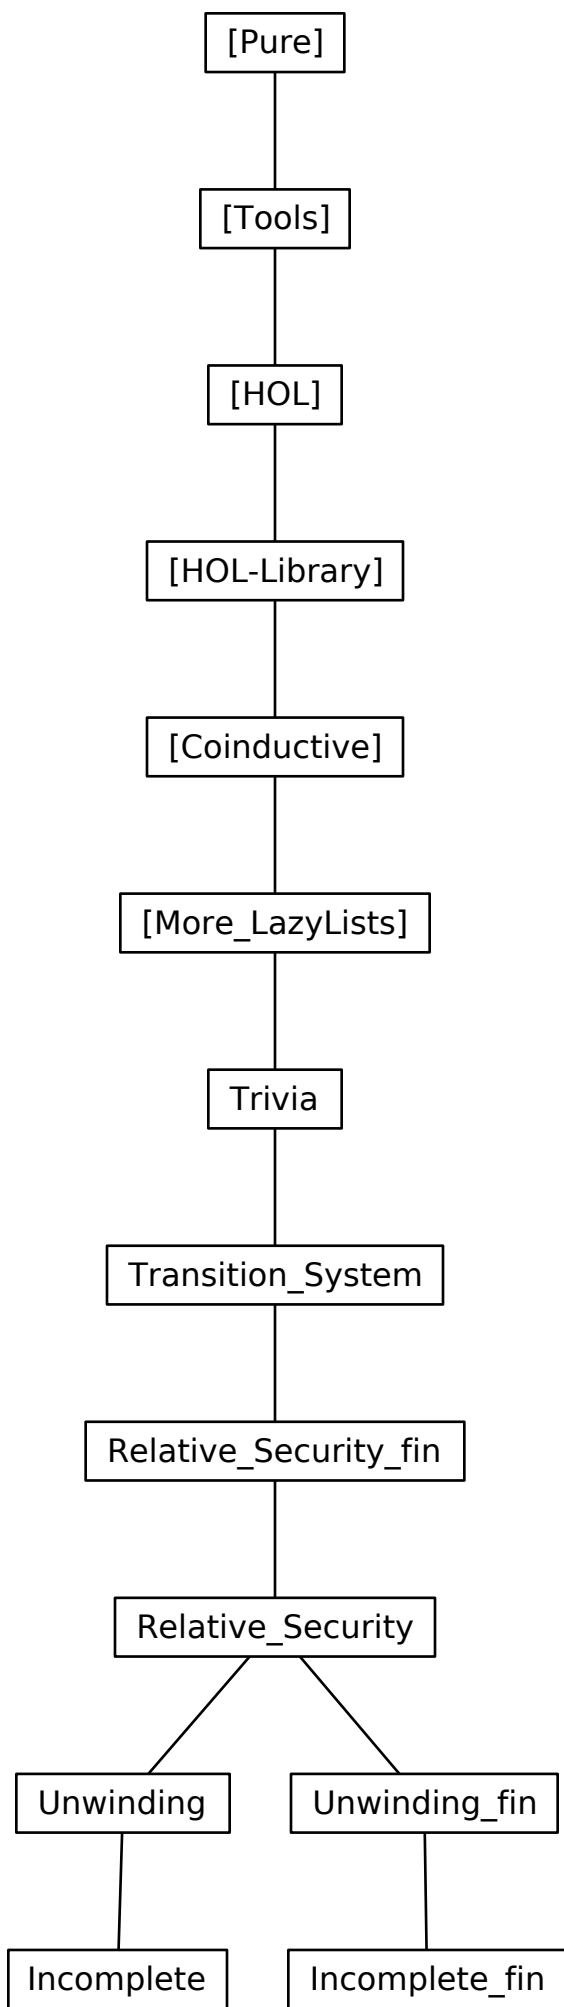 [Pure]
[Tools]
[HOL]
[HOL-Library]
[Coinductive]
[More_LazyLists]
Trivia
Transition_System
Relative_Security_fin
Relative_Security
Unwinding
Unwinding_fin
Incomplete
Incomplete_fin